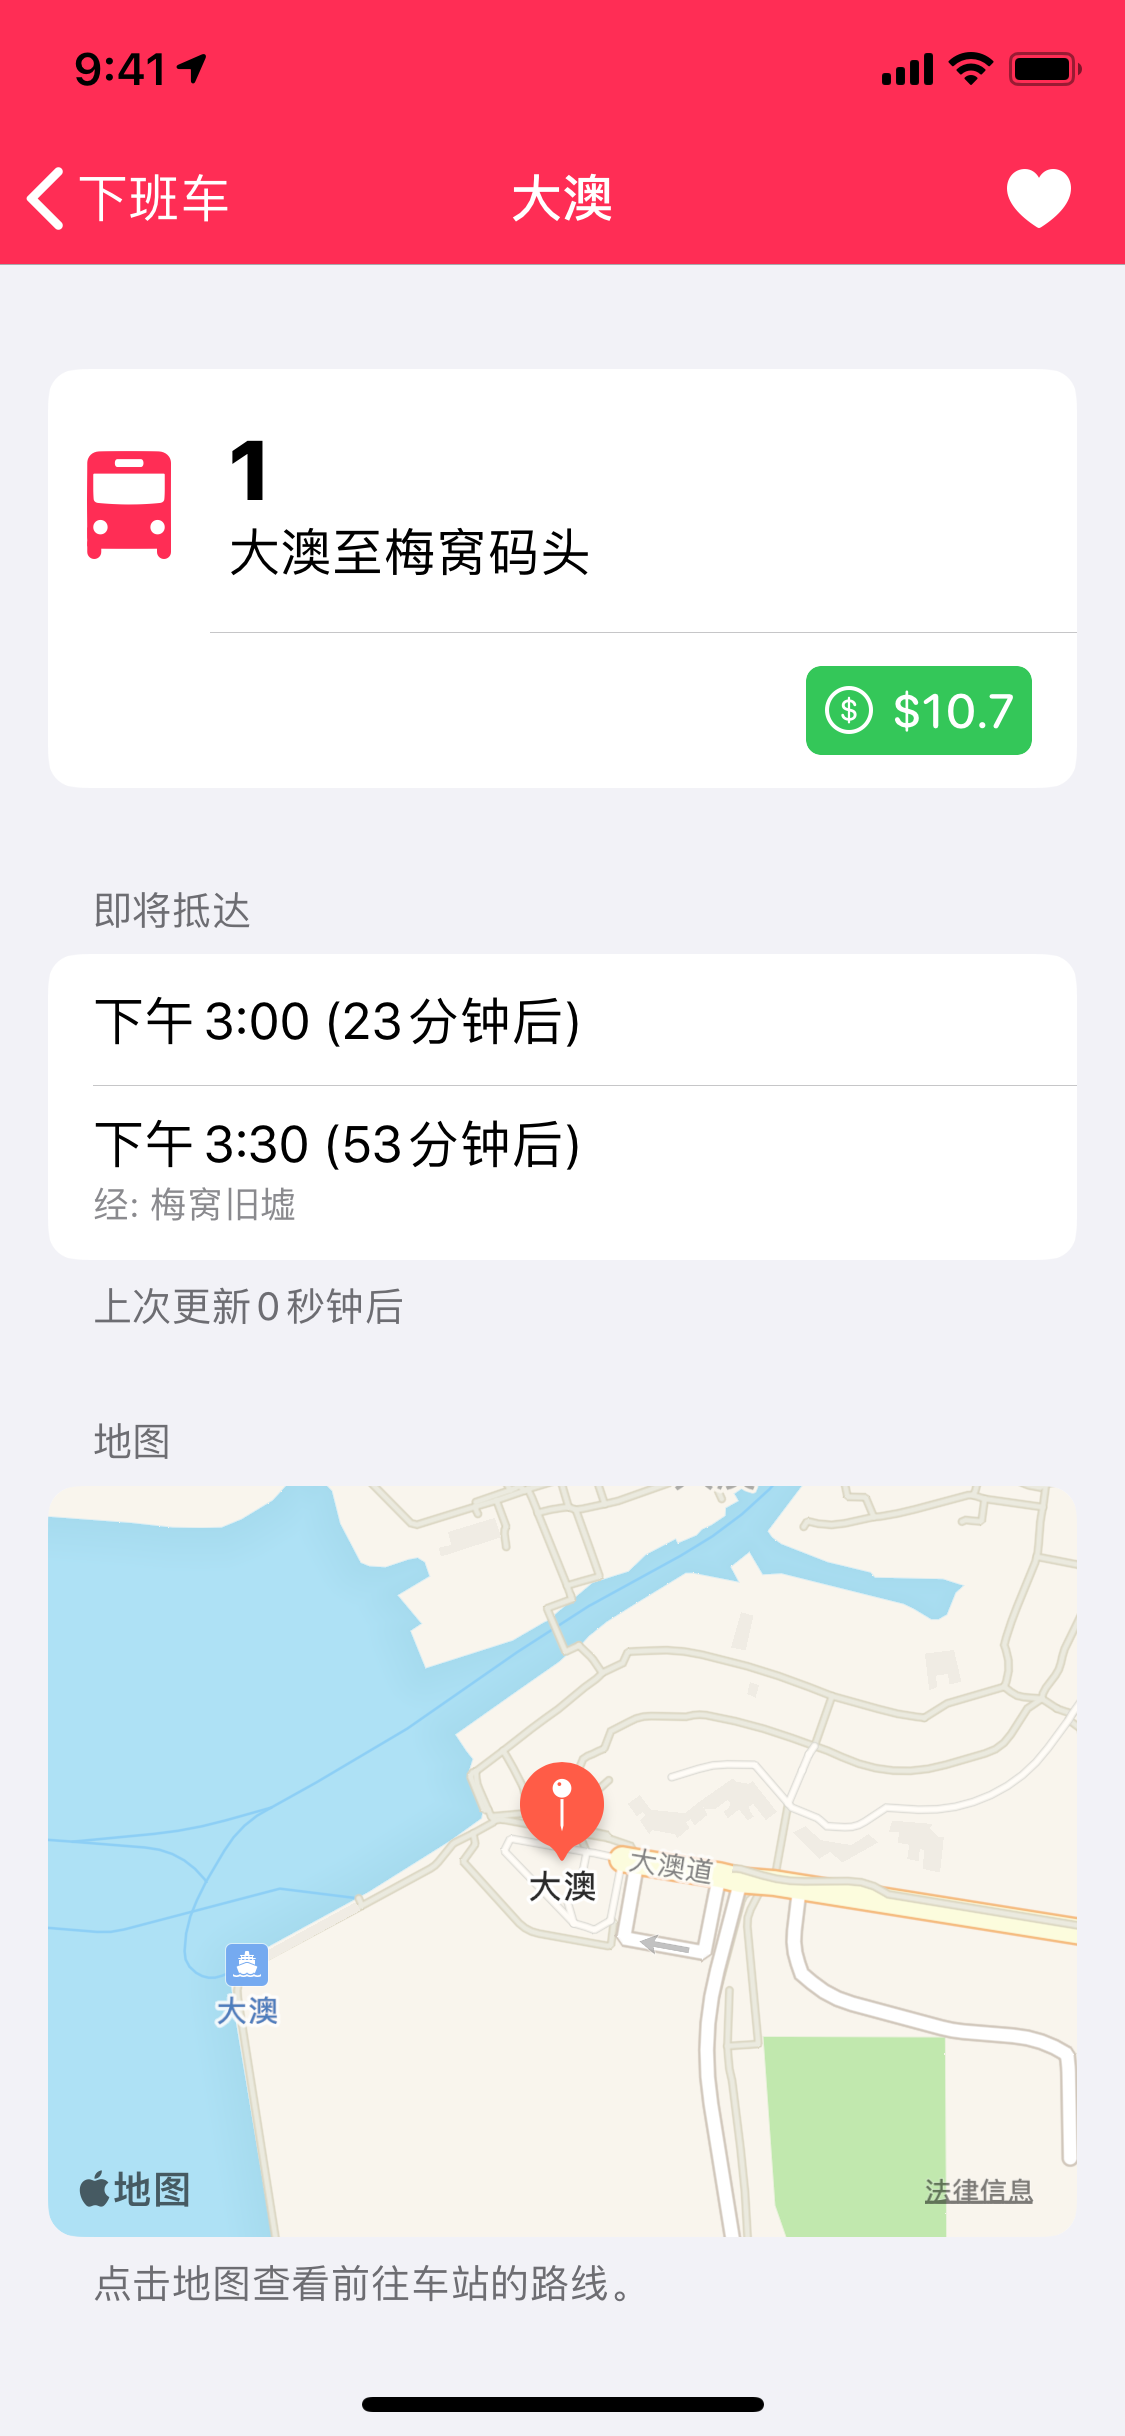 9:41
下班车
大澳
1
大澳至梅窝码头
$10.7
即将抵达
下午 3:00 (23分钟后)
下午 3:30 (53分钟后)
经: 梅窝旧墟
上次更新0秒钟后
地图
大澳
大澳道
大澳
地图
法律信息
点击地图查看前往车站的路线。